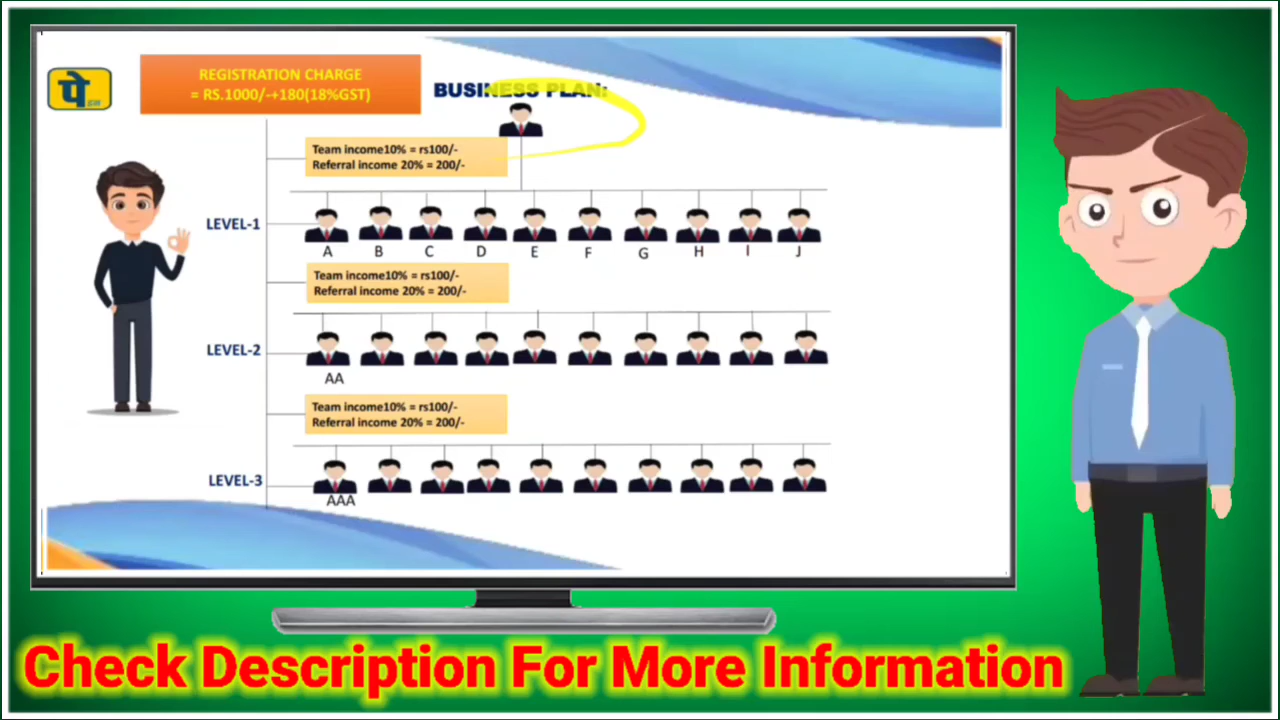 पे
REGISTRATION CHARGE
= RS.1000/-+180(18%GST)
BUSINESS PLAN:
Team income10% = rs100/-
Referral income 20% = 200/-
LEVEL-1
A B C D E F G H I J
Team income10% = rs100/-
Referral income 20% = 200/-
LEVEL-2
AA
Team income10% = rs100/-
Referral income 20% = 200/-
LEVEL-3
AAA
Check Description For More Information